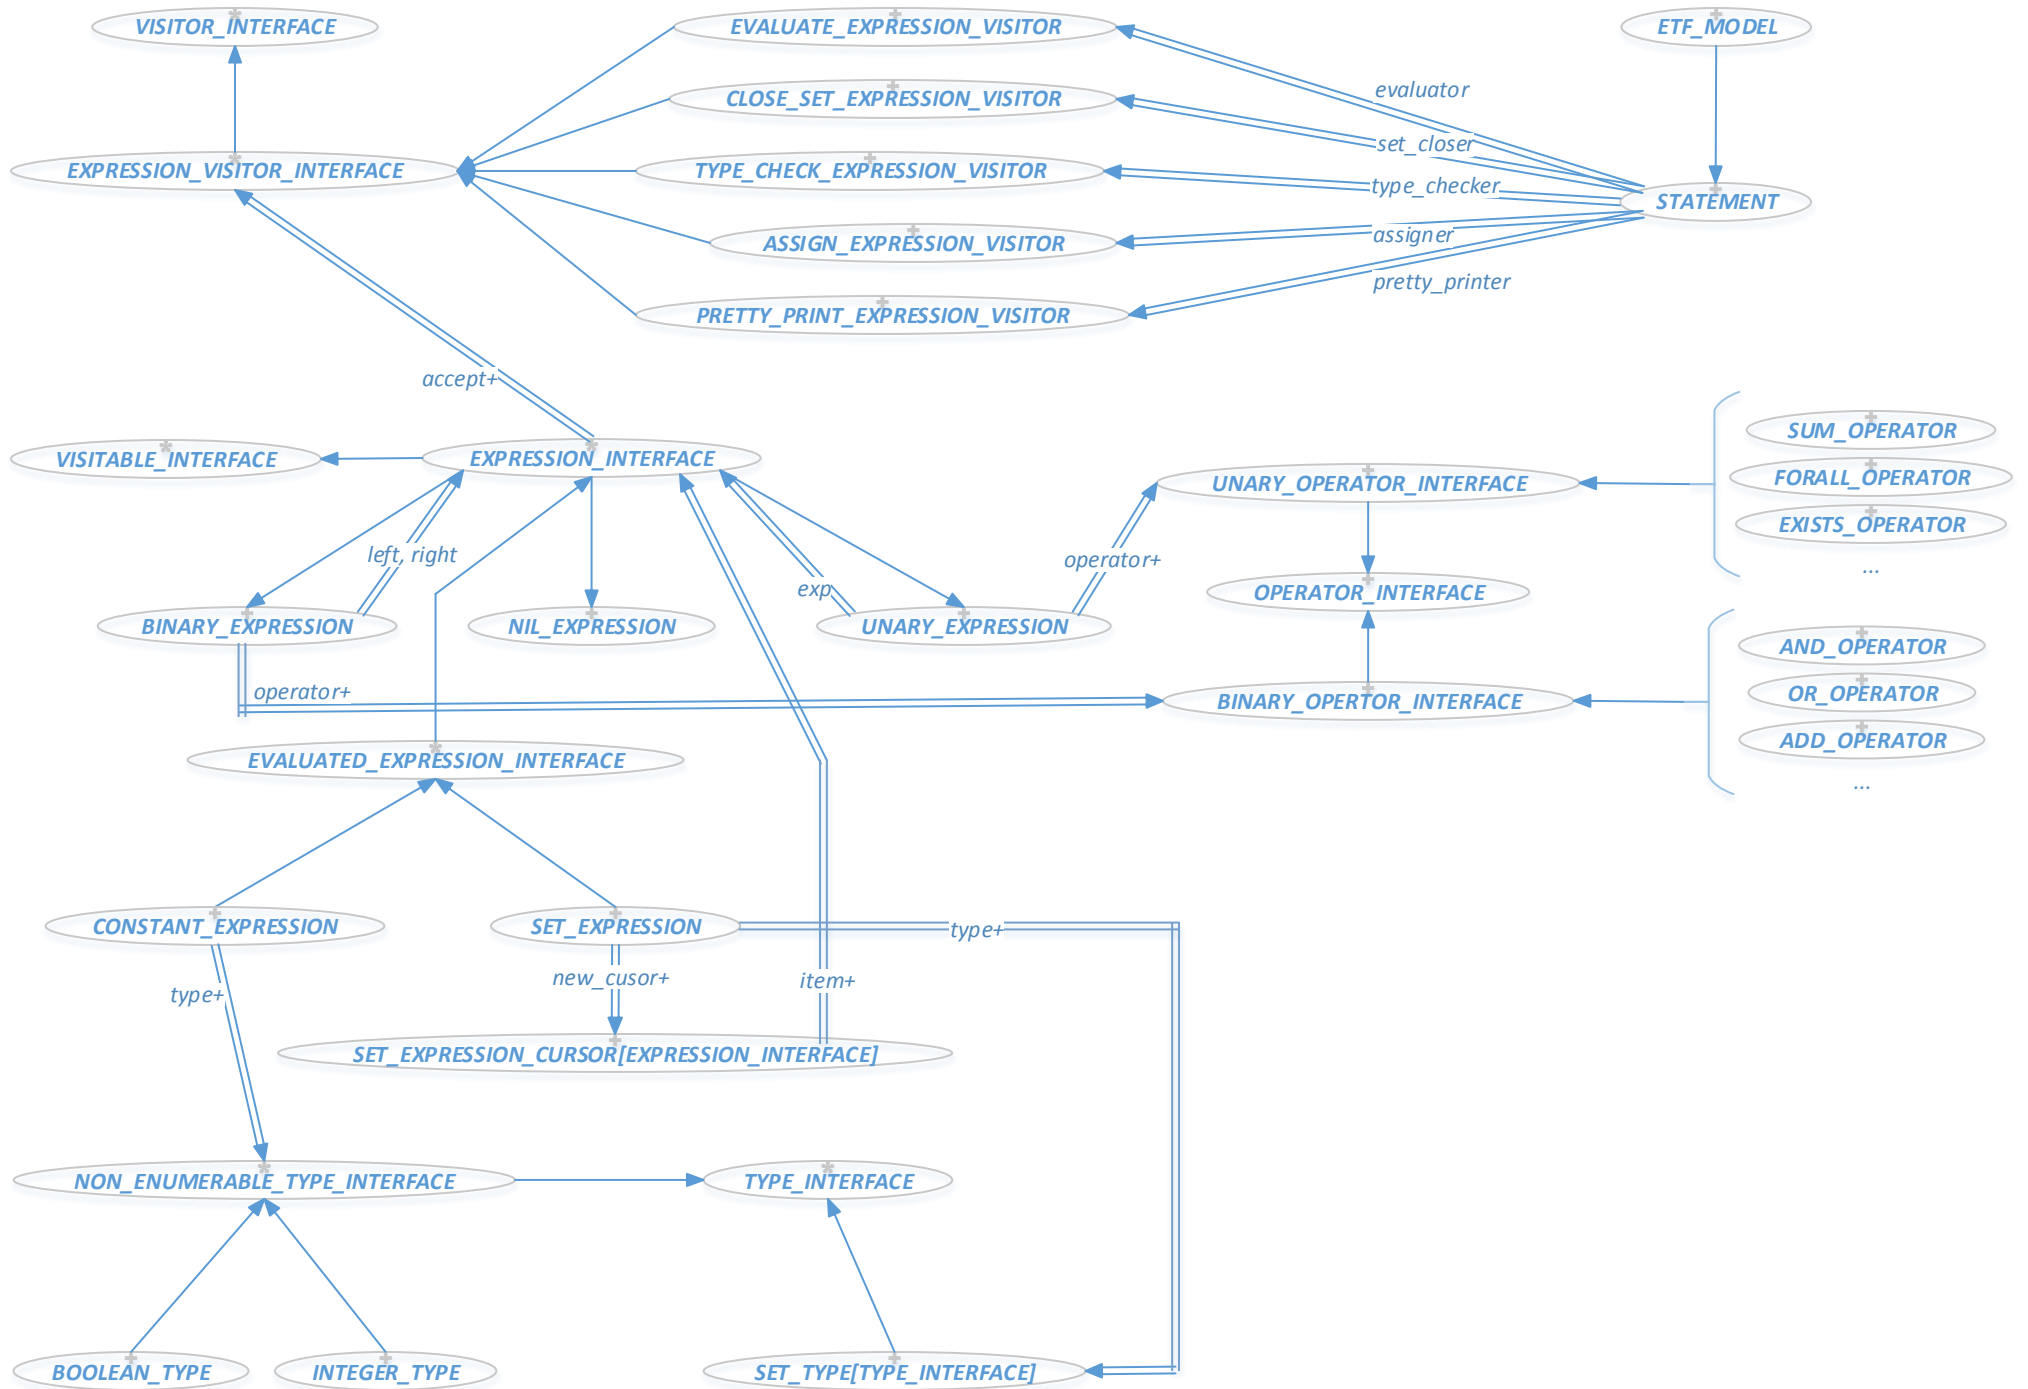 VISITOR_INTERFACE
EVALUATE_EXPRESSION_VISITOR
ETF_MODEL
evaluator
CLOSE_SET_EXPRESSION_VISITOR
set_closer
EXPRESSION_VISITOR_INTERFACE
TYPE_CHECK_EXPRESSION_VISITOR
type_checker
STATEMENT
assigner
ASSIGN_EXPRESSION_VISITOR
pretty_printer
PRETTY_PRINT_EXPRESSION_VISITOR
accept+
SUM_OPERATOR
VISITABLE_INTERFACE
EXPRESSION_INTERFACE
FORALL_OPERATOR
UNARY_OPERATOR_INTERFACE
EXISTS_OPERATOR
left, right
operator+
...
exp
OPERATOR_INTERFACE
BINARY_EXPRESSION
NIL_EXPRESSION
UNARY_EXPRESSION
AND_OPERATOR
operator+
OR_OPERATOR
BINARY_OPERTOR_INTERFACE
ADD_OPERATOR
EVALUATED_EXPRESSION_INTERFACE
...
CONSTANT_EXPRESSION
SET_EXPRESSION
type+
new_cusor+
item+
type+
SET_EXPRESSION_CURSOR[EXPRESSION_INTERFACE]
NON_ENUMERABLE_TYPE_INTERFACE
TYPE_INTERFACE
BOOLEAN_TYPE
INTEGER_TYPE
SET_TYPE[TYPE_INTERFACE]